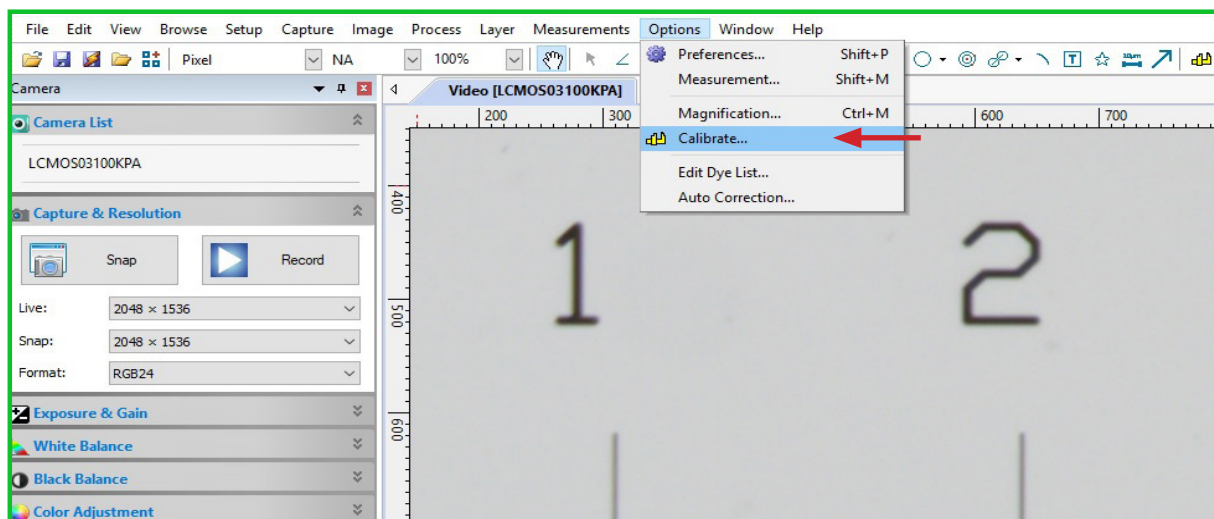 File Edit View Browse Setup Capture Image Process Layer Measurements Options Window Help
Pixel NA 100% T
Camera
Camera List
LCMOS03100KPA
Capture & Resolution
Snap Record
Live: 2048 × 1536
Snap: 2048 × 1536
Format: RGB24
Exposure & Gain
White Balance
Black Balance
Color Adjustment
Video [LCMOS03100KPA]
200 300 600 700
Preferences... Shift+P
Measurement... Shift+M
Magnification... Ctrl+M
Calibrate...
Edit Dye List...
Auto Correction...
400
500
600
1 2